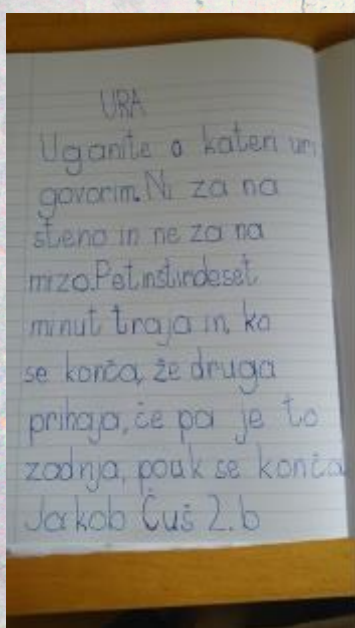 URA
Uganite o kateri uri
govorim. Ni za na
steno in ne za na
mizo. Petinštirideset
minut traja in, ko
se konča, že druga
prihaja, če pa je to
zadnja, pouk se konča.
Jakob Čuš 2.b